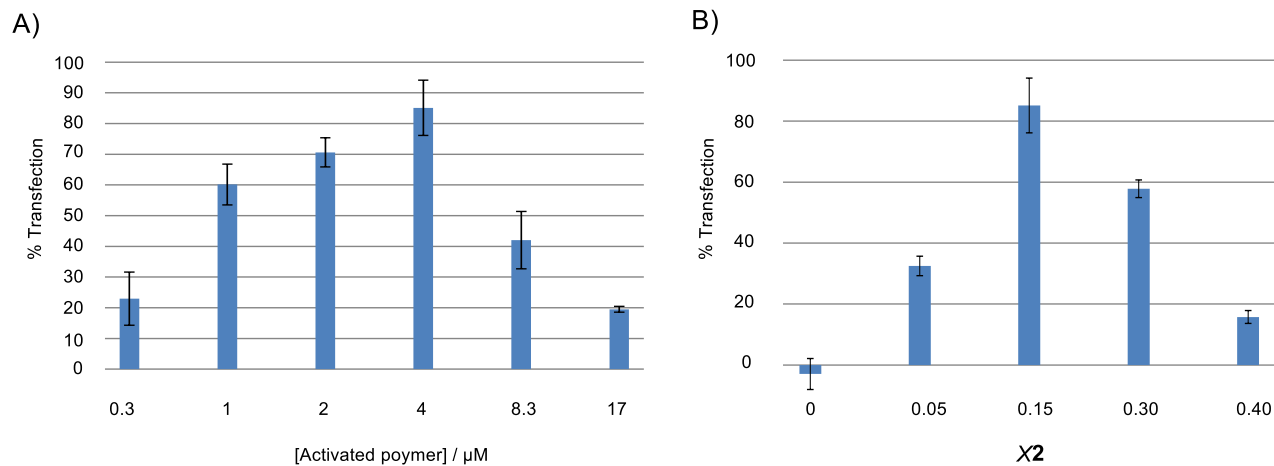 A)
100
90
80
70
60
50
40
30
20
10
0
% Transfection
0.3 1 2 4 8.3 17
[Activated poymer] / µM
B)
100
80
60
40
20
0
% Transfection
0 0.05 0.15 0.30 0.40
X2